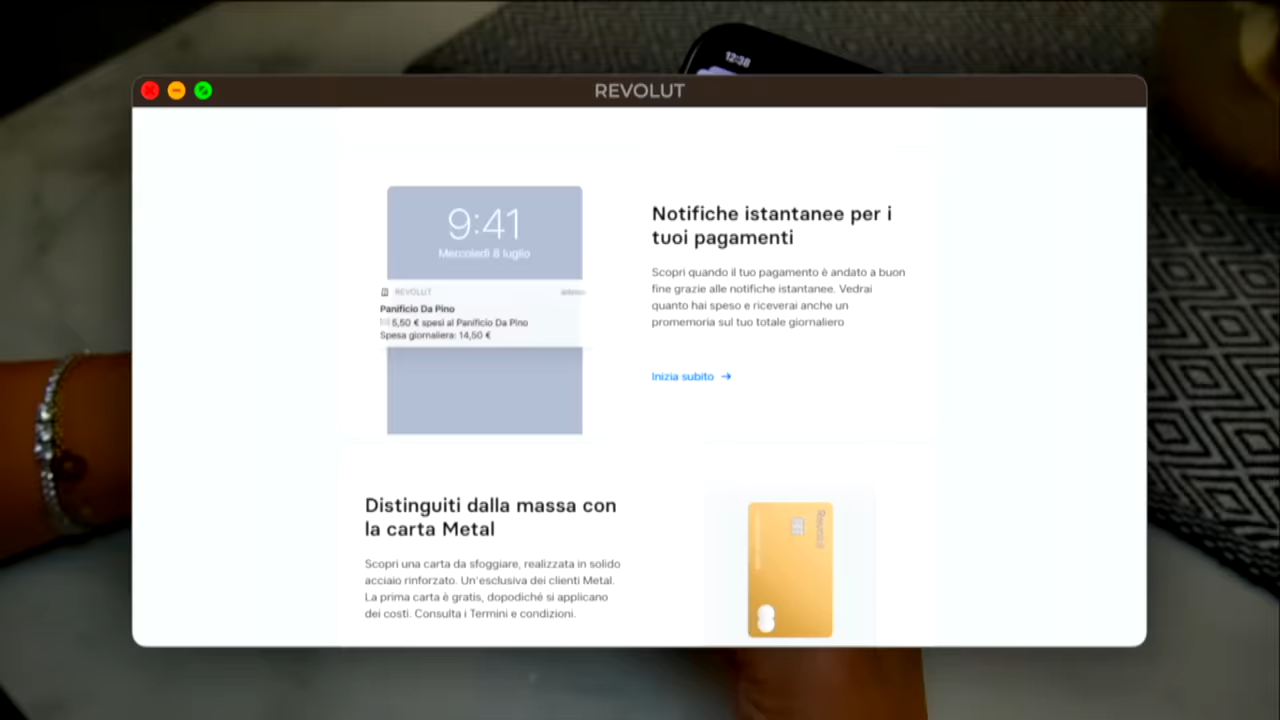 12:38
REVOLUT
9:41
Mercoledì 8 luglio
REVOLUT
Panificio Da Pino
5,50 € spesi al Panificio Da Pino
Spesa giornaliera: 14,50 €
Notifiche istantanee per i
tuoi pagamenti
Scopri quando il tuo pagamento è andato a buon
fine grazie alle notifiche istantanee. Vedrai
quanto hai speso e riceverai anche un
promemoria sul tuo totale giornaliero
Inizia subito →
Distinguiti dalla massa con
la carta Metal
Scopri una carta da sfoggiare, realizzata in solido
acciaio rinforzato. Un'esclusiva dei clienti Metal.
La prima carta è gratis, dopodiché si applicano
dei costi. Consulta i Termini e condizioni.
Revolut